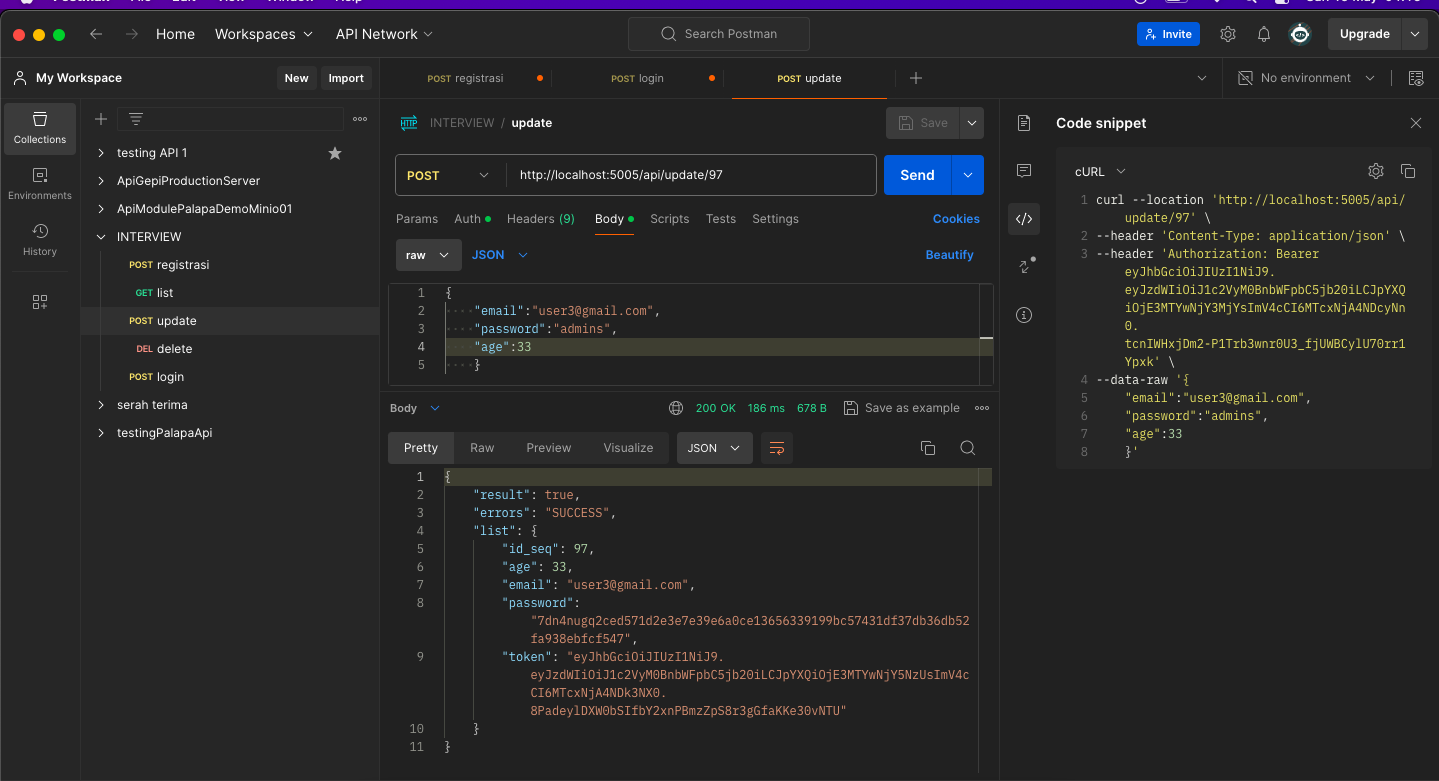 Home
Workspaces
API Network
Search Postman
Invite
Upgrade
My Workspace
New
Import
POST registrasi
POST login
POST update
No environment
Collections
Environments
History
testing API 1
ApiGepiProductionServer
ApiModulePalapaDemoMinio01
INTERVIEW
POST registrasi
GET list
POST update
DEL delete
POST login
serah terima
testingPalapaApi
HTTP
INTERVIEW / update
Save
POST
http://localhost:5005/api/update/97
Send
Params
Auth
Headers (9)
Body
Scripts
Tests
Settings
Cookies
raw
JSON
Beautify
1 {
2 "email":"user3@gmail.com",
3 "password":"admins",
4 "age":33
5 }
Body
200 OK
186 ms
678 B
Save as example
Pretty
Raw
Preview
Visualize
JSON
1 {
2 "result": true,
3 "errors": "SUCCESS",
4 "list": {
5 "id_seq": 97,
6 "age": 33,
7 "email": "user3@gmail.com",
8 "password":
"7dn4nugq2ced571d2e3e7e39e6a0ce13656339199bc57431df37db36db52
fa938ebfcf547",
9 "token": "eyJhbGciOiJIUzI1NiJ9.
eyJzdWIiOiJ1c2VyM0BnbWFpbC5jb20iLCJpYXQiOjE3MTYwNjY5NzUsImV4c
CI6MTcxNjA4NDk3NX0.
8PadeylDXW0bSIfbY2xnPBmzZpS8r3gGfaKKe30vNTU"
10 }
11 }
Code snippet
cURL
1 curl --location 'http://localhost:5005/api/
update/97' \
2 --header 'Content-Type: application/json' \
3 --header 'Authorization: Bearer
eyJhbGciOiJIUzI1NiJ9.
eyJzdWIiOiJ1c2VyM0BnbWFpbC5jb20iLCJpYXQ
iOjE3MTYwNjY3MjYsImV4cCI6MTcxNjA4NDcyNn
0.
tcnIWHxjDm2-P1Trb3wnr0U3_fjUWBCylU70rr1
Ypxk' \
4 --data-raw '{
5 "email":"user3@gmail.com",
6 "password":"admins",
7 "age":33
8 }'